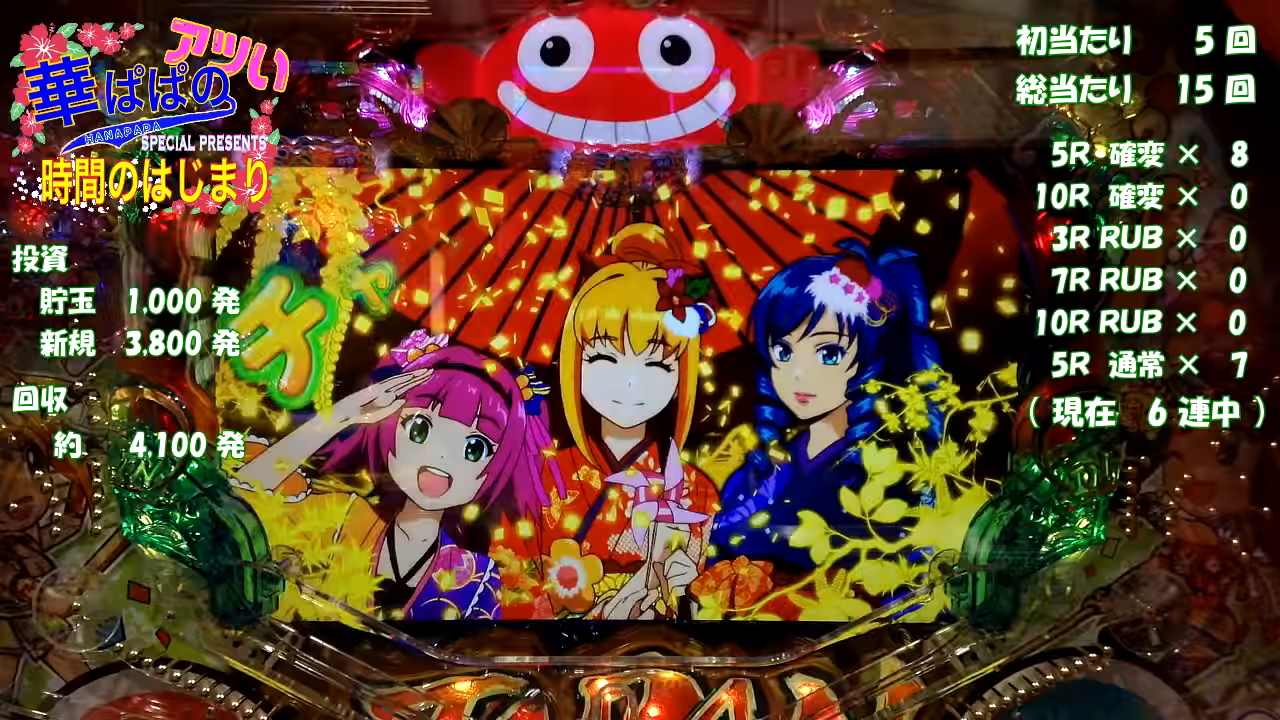 華ぱぱのアツい
HANAPAPA
SPECIAL PRESENTS
時間のはじまり
投資
貯玉 1,000 発
新規 3,800 発
回収
約 4,100 発
チャ
初当たり 5 回
総当たり 15 回
5R 確変 × 8
10R 確変 × 0
3R RUB × 0
7R RUB × 0
10R RUB × 0
5R 通常 × 7
( 現在 6 連中 )